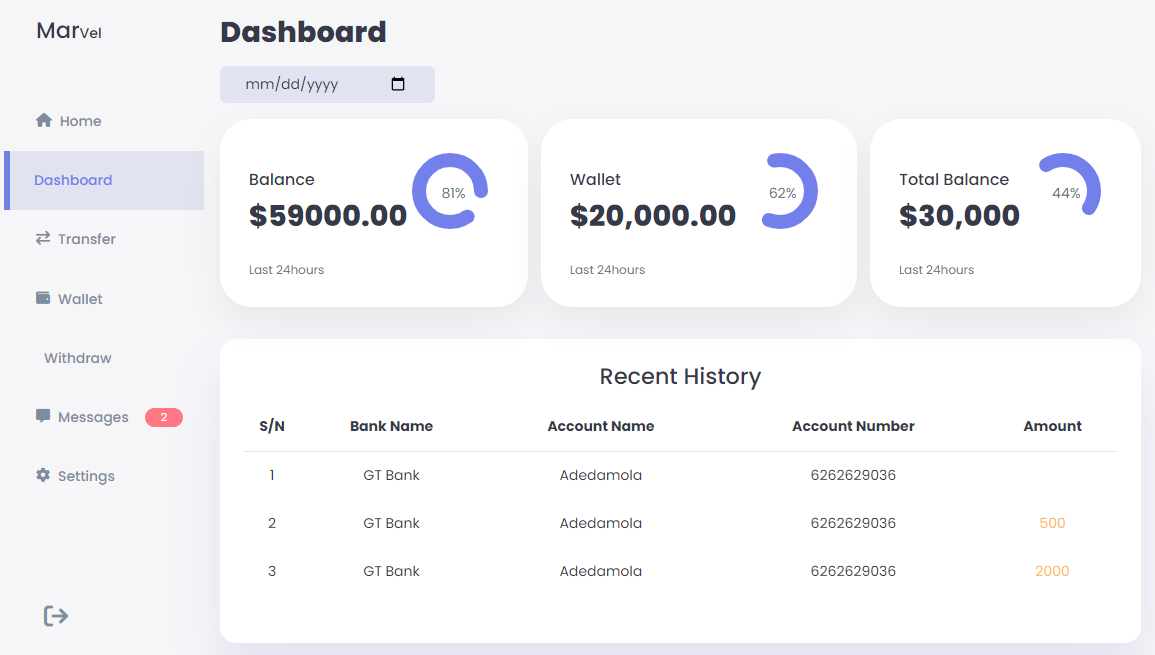 MarVel
Home
Dashboard
Transfer
Wallet
Withdraw
Messages 2
Settings
Dashboard
mm/dd/yyyy
Balance
$59000.00
81%
Last 24hours
Wallet
$20,000.00
62%
Last 24hours
Total Balance
$30,000
44%
Last 24hours
Recent History
S/N Bank Name Account Name Account Number Amount
1 GT Bank Adedamola 6262629036
2 GT Bank Adedamola 6262629036 500
3 GT Bank Adedamola 6262629036 2000